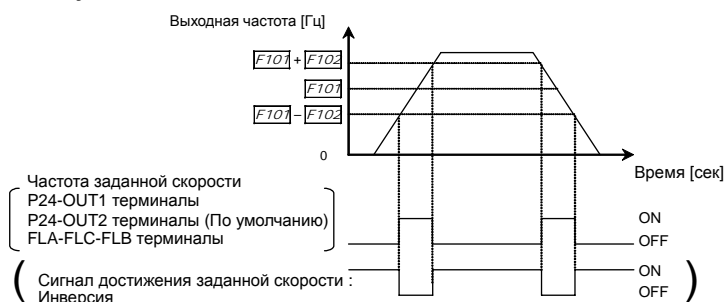 Выходная частота [Гц]
F101 + F102
F101
F101 – F102
0
Время [сек]
Частота заданной скорости
P24-OUT1 терминалы
P24-OUT2 терминалы (По умолчанию)
FLA-FLC-FLB терминалы
ON
OFF
( Сигнал достижения заданной скорости :
Инверсия
ON
OFF )